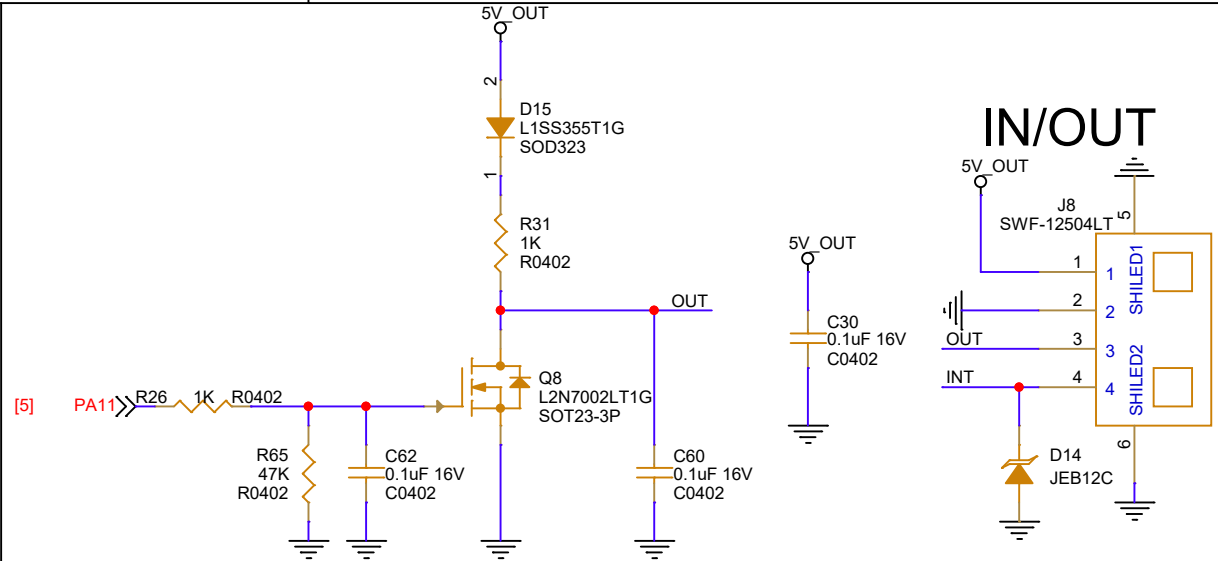 5V_OUT
2
D15
L1SS355T1G
SOD323
1
R31
1K
R0402
OUT
Q8
L2N7002LT1G
SOT23-3P
[5]
PA11
R26
1K
R0402
R65
47K
R0402
C62
0.1uF 16V
C0402
C60
0.1uF 16V
C0402
5V_OUT
C30
0.1uF 16V
C0402
IN/OUT
5V_OUT
J8
SWF-12504LT
5
1
1
2
2
OUT
3
3
INT
4
4
SHILED1
SHILED2
6
D14
JEB12C